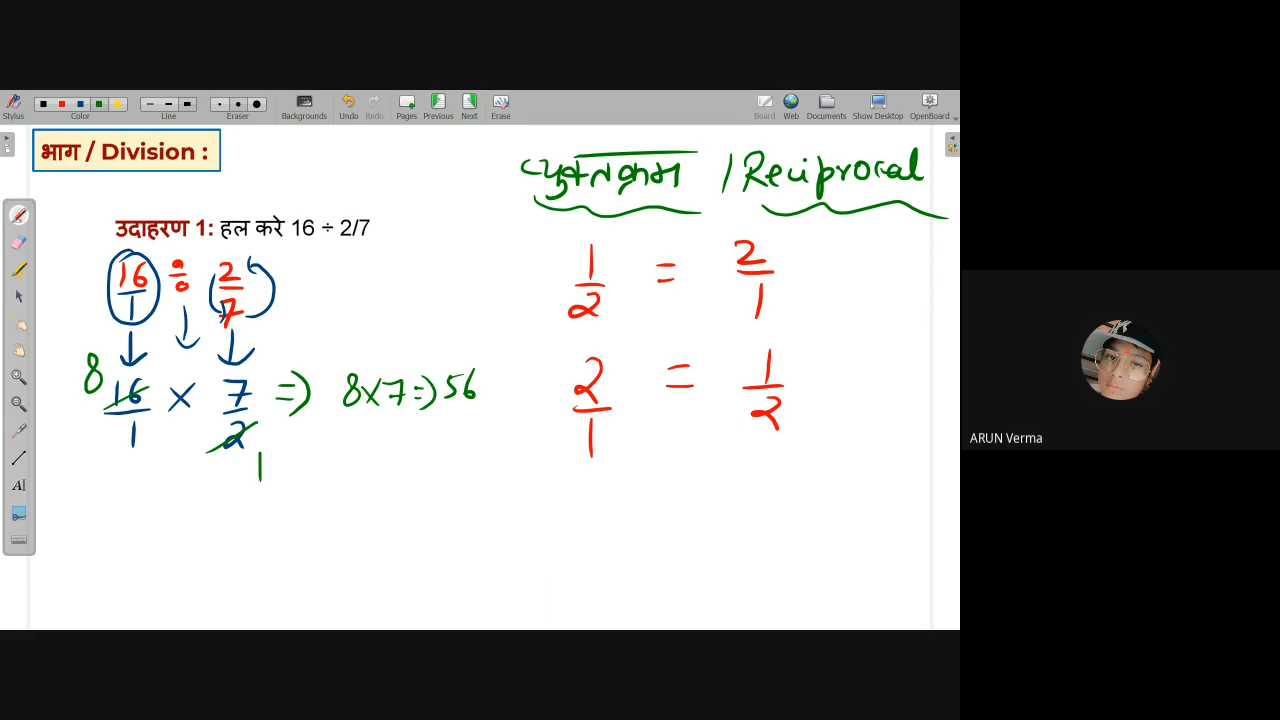 Stylus Color Line Eraser Backgrounds Undo Redo Pages Previous Next Erase Board Web Documents Show Desktop OpenBoard
भाग / Division :
व्युत्क्रम / Reciprocal
उदाहरण 1: हल करे 16 ÷ 2/7
16/1 ÷ 2/7
1/2 = 2/1
8
16/1 × 7/2 => 8×7=>56
1
2/1 = 1/2
ARUN Verma